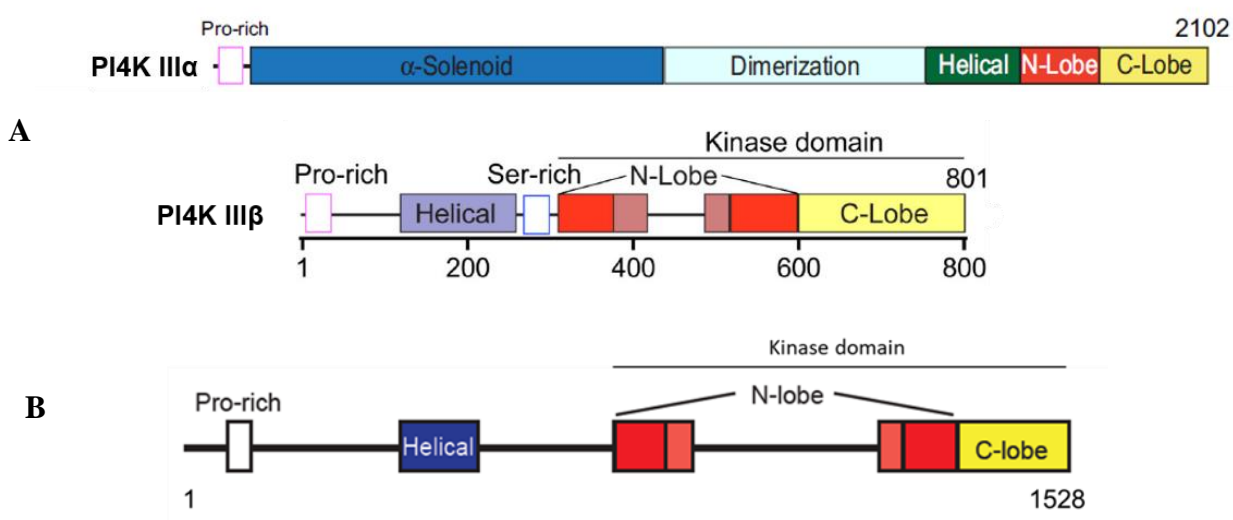 Pro-rich
2102
PI4K IIIα
α-Solenoid
Dimerization
Helical
N-Lobe
C-Lobe
A
Kinase domain
Pro-rich
Ser-rich
N-Lobe
801
PI4K IIIβ
Helical
C-Lobe
1
200
400
600
800
Kinase domain
B
Pro-rich
N-lobe
Helical
C-lobe
1
1528